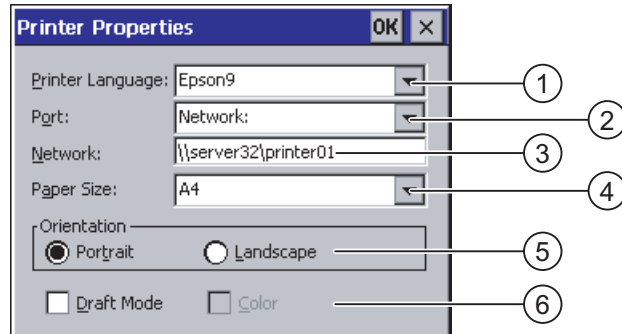 Printer Properties OK ×
Printer Language: Epson9 1
Port: Network: 2
Network: \\server32\printer01 3
Paper Size: A4 4
Orientation
Portrait Landscape 5
Draft Mode Color 6